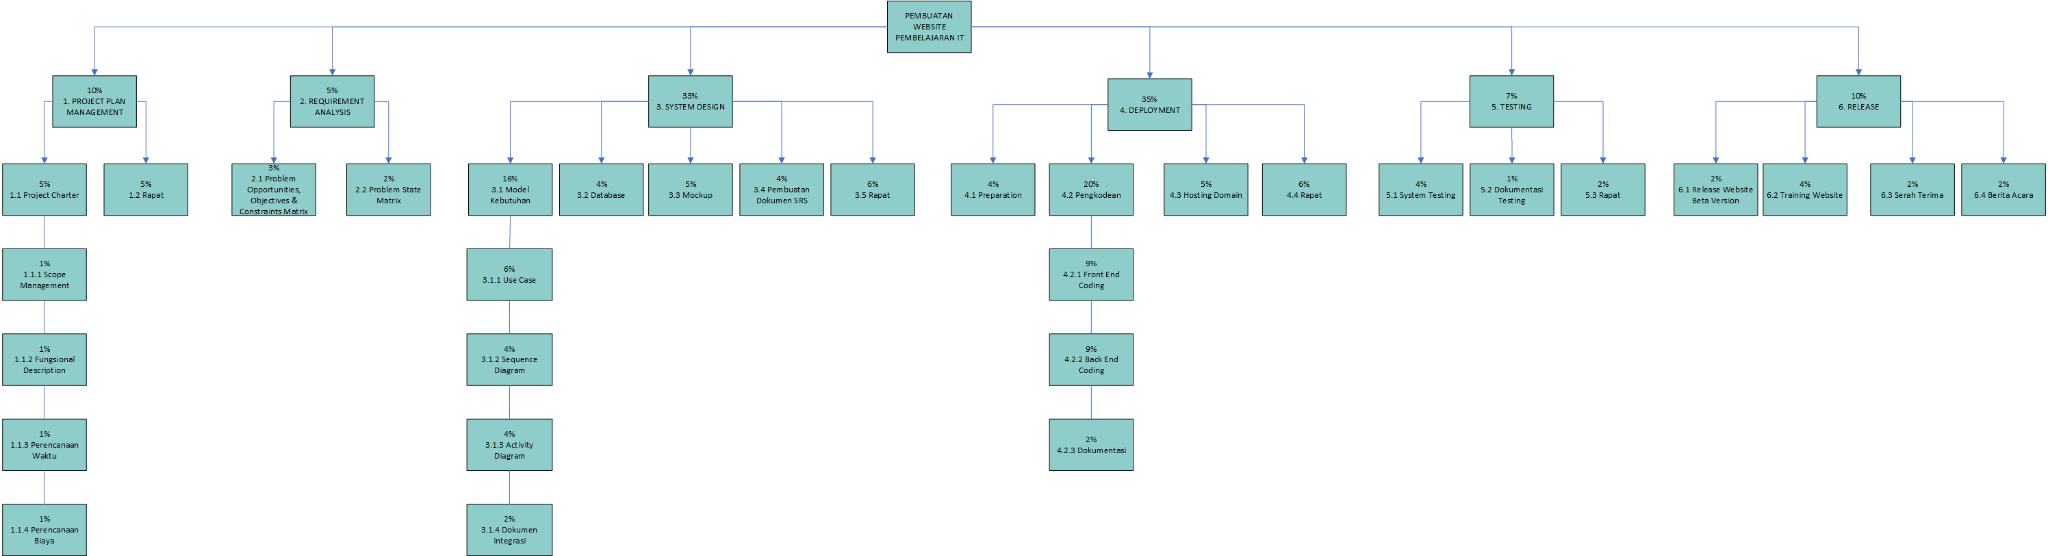 PEMBUATAN
WEBSITE
PEMBELAJARAN IT
10%
1. PROJECT PLAN
MANAGEMENT
5%
2. REQUIREMENT
ANALYSIS
33%
3. SYSTEM DESIGN
35%
4. DEPLOYMENT
7%
5. TESTING
10%
6. RELEASE
5%
1.1 Project Charter
5%
1.2 Rapat
3%
2.1 Problem
Opportunities,
Objectives &
Constraints Matrix
2%
2.2 Problem State
Matrix
16%
3.1 Model
Kebutuhan
4%
3.2 Database
5%
3.3 Mockup
4%
3.4 Pembuatan
Dokumen SRS
6%
3.5 Rapat
4%
4.1 Preparation
20%
4.2 Pengkodean
5%
4.3 Hosting Domain
6%
4.4 Rapat
4%
5.1 System Testing
1%
5.2 Dokumentasi
Testing
2%
5.3 Rapat
2%
6.1 Release Website
Beta Version
4%
6.2 Training Website
2%
6.3 Serah Terima
2%
6.4 Berita Acara
1%
1.1.1 Scope
Management
6%
3.1.1 Use Case
9%
4.2.1 Front End
Coding
1%
1.1.2 Fungsional
Description
4%
3.1.2 Sequence
Diagram
9%
4.2.2 Back End
Coding
1%
1.1.3 Perencanaan
Waktu
4%
3.1.3 Activity
Diagram
2%
4.2.3 Dokumentasi
1%
1.1.4 Perencanaan
Biaya
2%
3.1.4 Dokumen
Integrasi